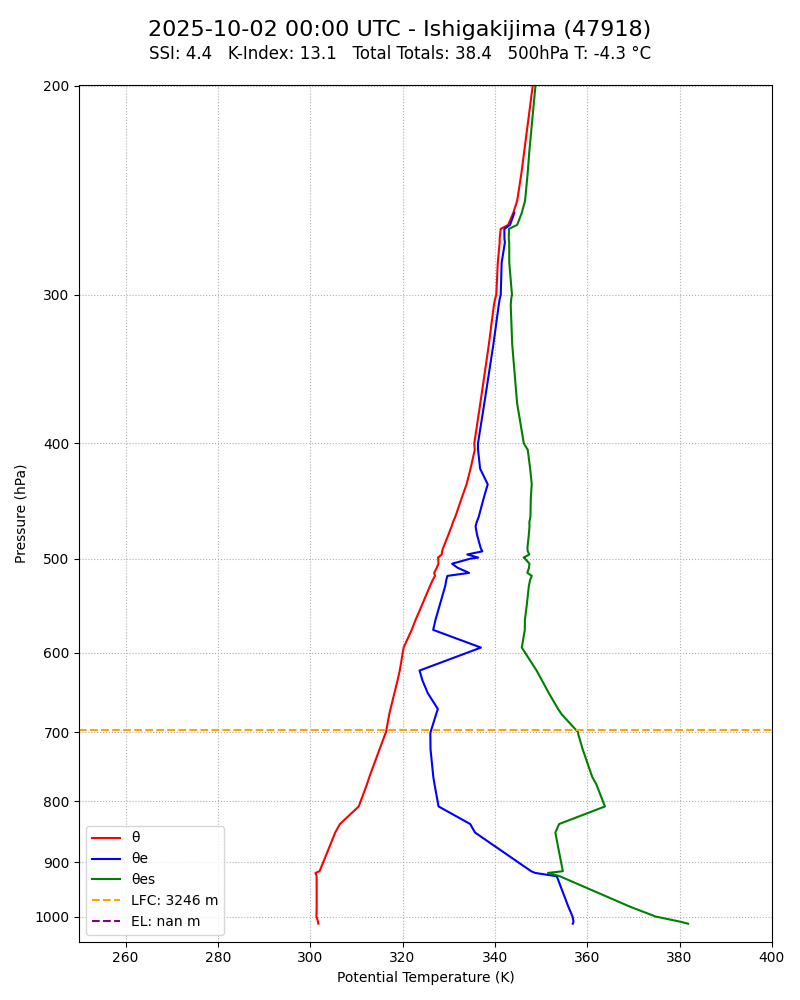 2025-10-02 00:00 UTC - Ishigakijima (47918)
SSI: 4.4   K-Index: 13.1   Total Totals: 38.4   500hPa T: -4.3 °C
200
300
400
500
600
700
800
900
1000
Pressure (hPa)
θ
θe
θes
LFC: 3246 m
EL: nan m
260 280 300 320 340 360 380 400
Potential Temperature (K)